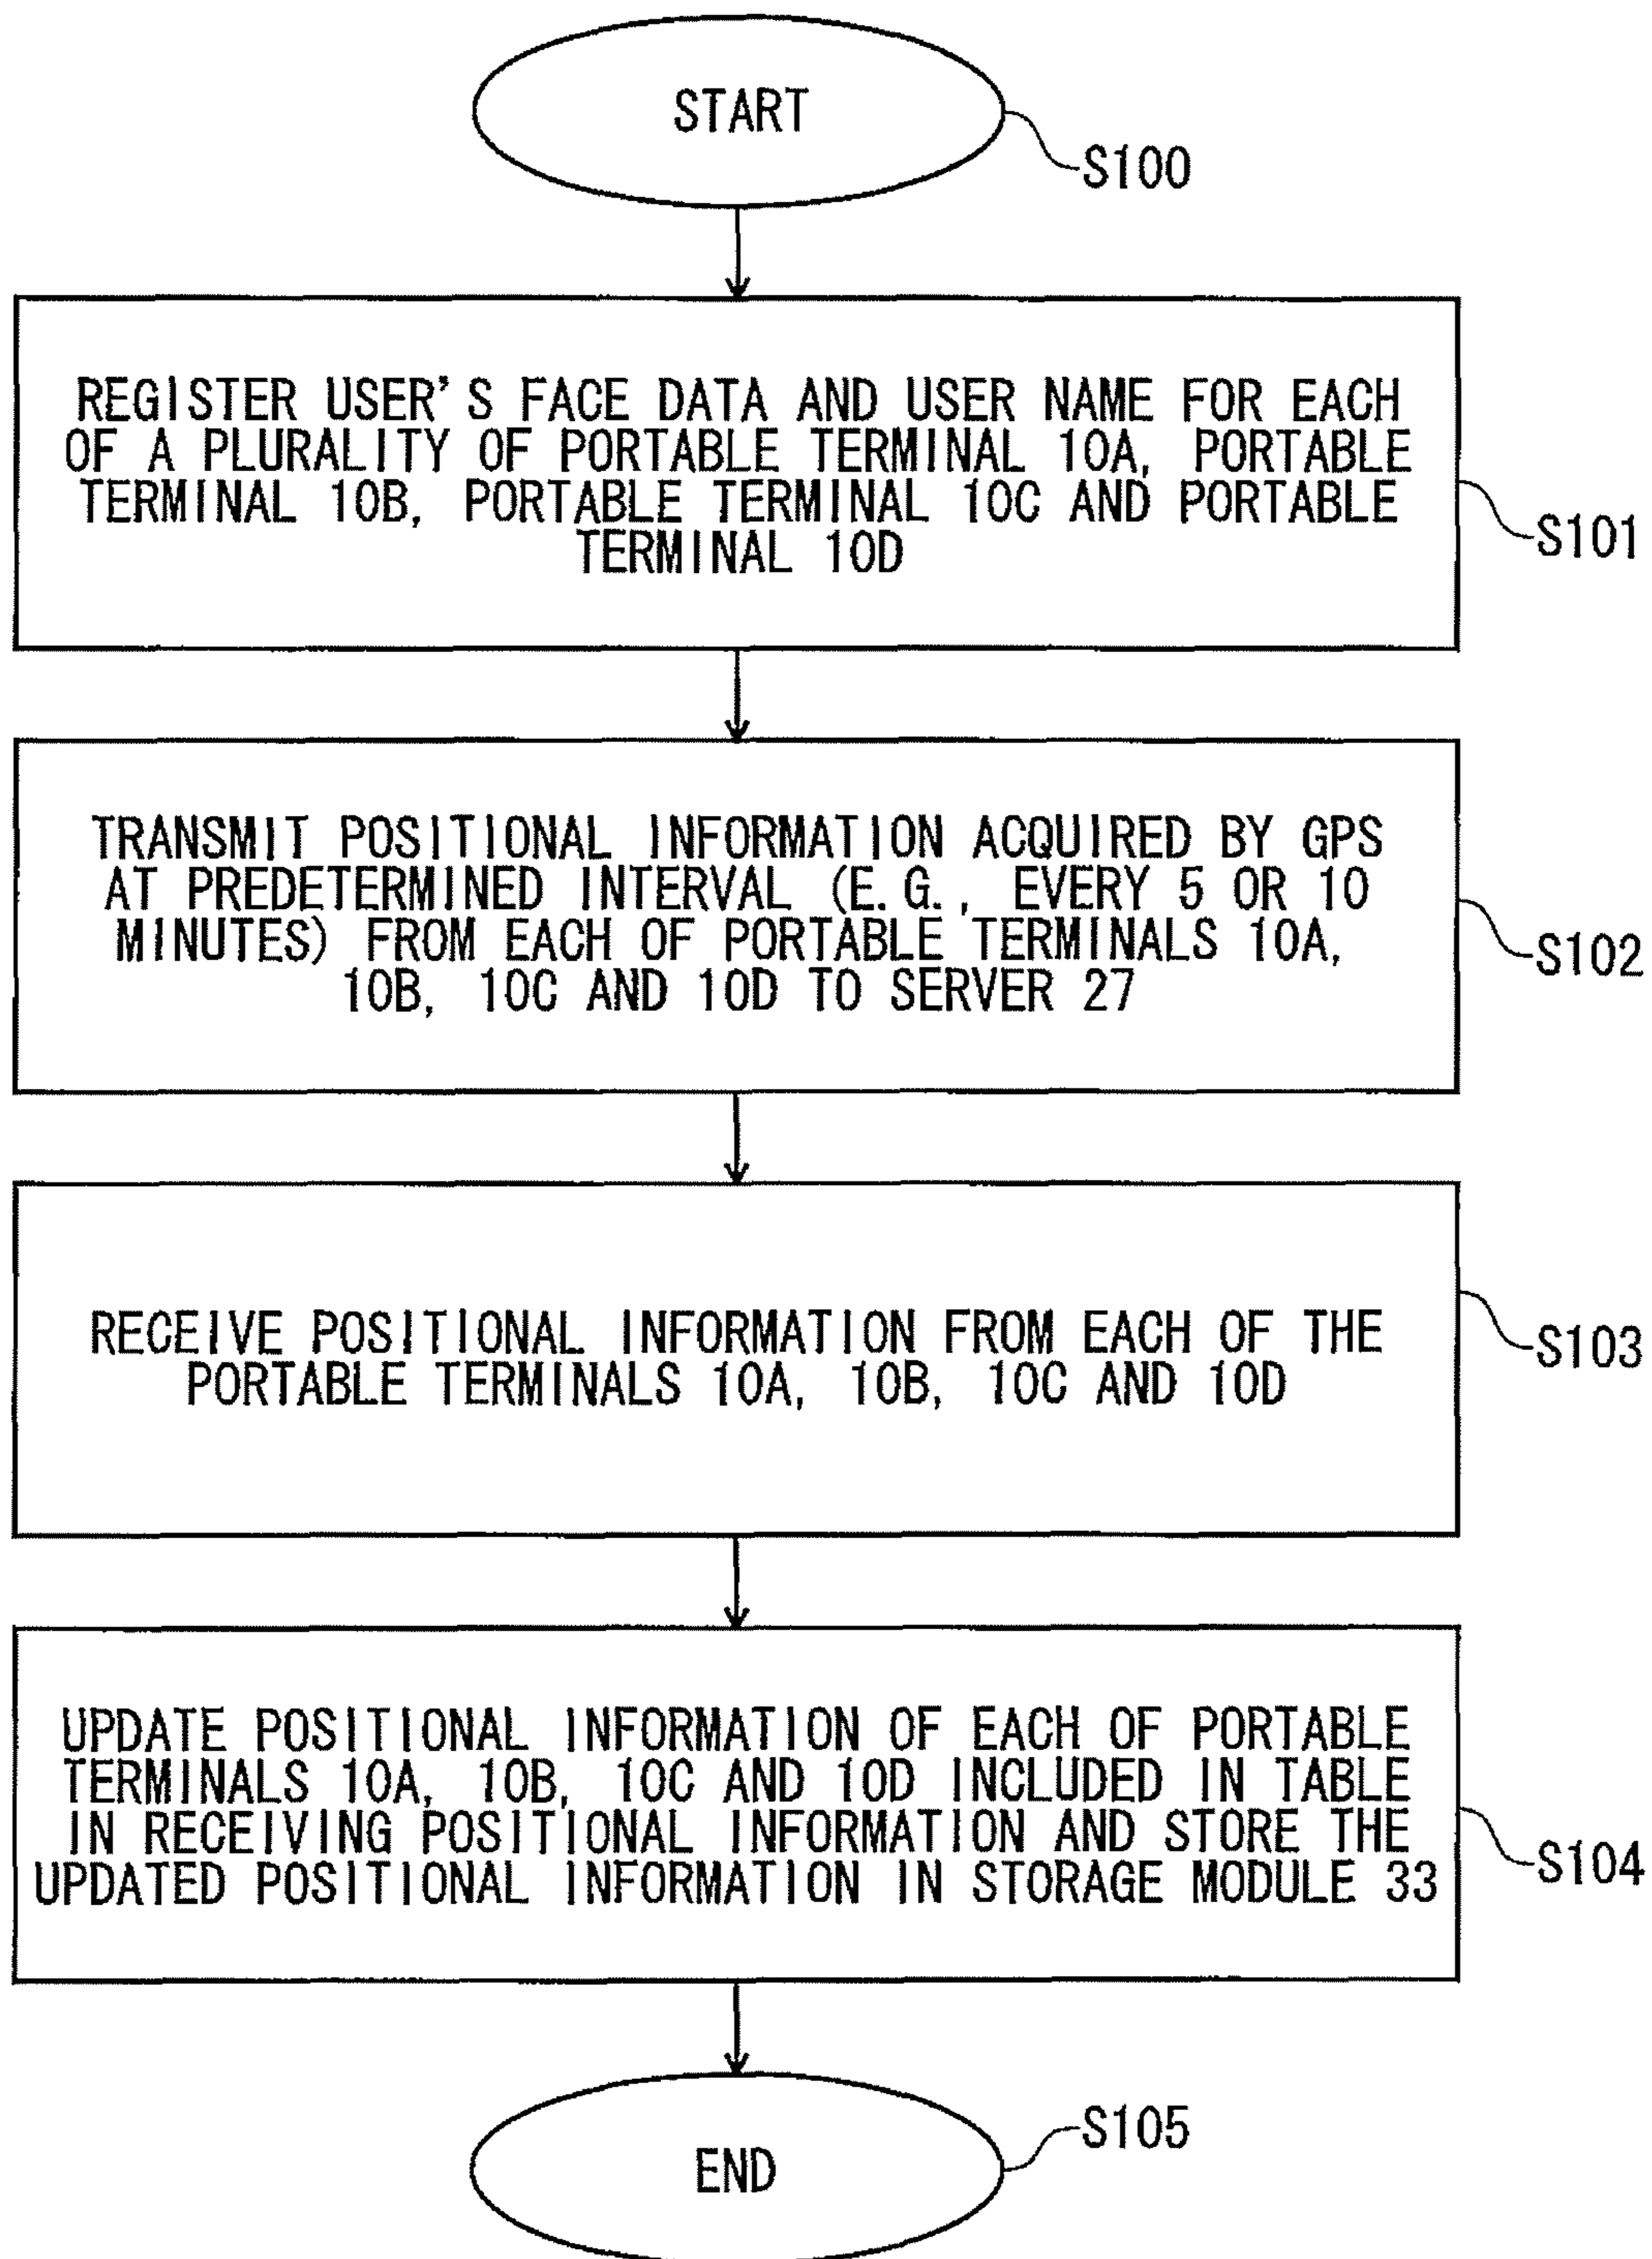 START
S100
REGISTER USER'S FACE DATA AND USER NAME FOR EACH
OF A PLURALITY OF PORTABLE TERMINAL 10A, PORTABLE
TERMINAL 10B, PORTABLE TERMINAL 10C AND PORTABLE
TERMINAL 10D
S101
TRANSMIT POSITIONAL INFORMATION ACQUIRED BY GPS
AT PREDETERMINED INTERVAL (E.G., EVERY 5 OR 10
MINUTES) FROM EACH OF PORTABLE TERMINALS 10A,
10B, 10C AND 10D TO SERVER 27
S102
RECEIVE POSITIONAL INFORMATION FROM EACH OF THE
PORTABLE TERMINALS 10A, 10B, 10C AND 10D
S103
UPDATE POSITIONAL INFORMATION OF EACH OF PORTABLE
TERMINALS 10A, 10B, 10C AND 10D INCLUDED IN TABLE
IN RECEIVING POSITIONAL INFORMATION AND STORE THE
UPDATED POSITIONAL INFORMATION IN STORAGE MODULE 33
S104
END
S105